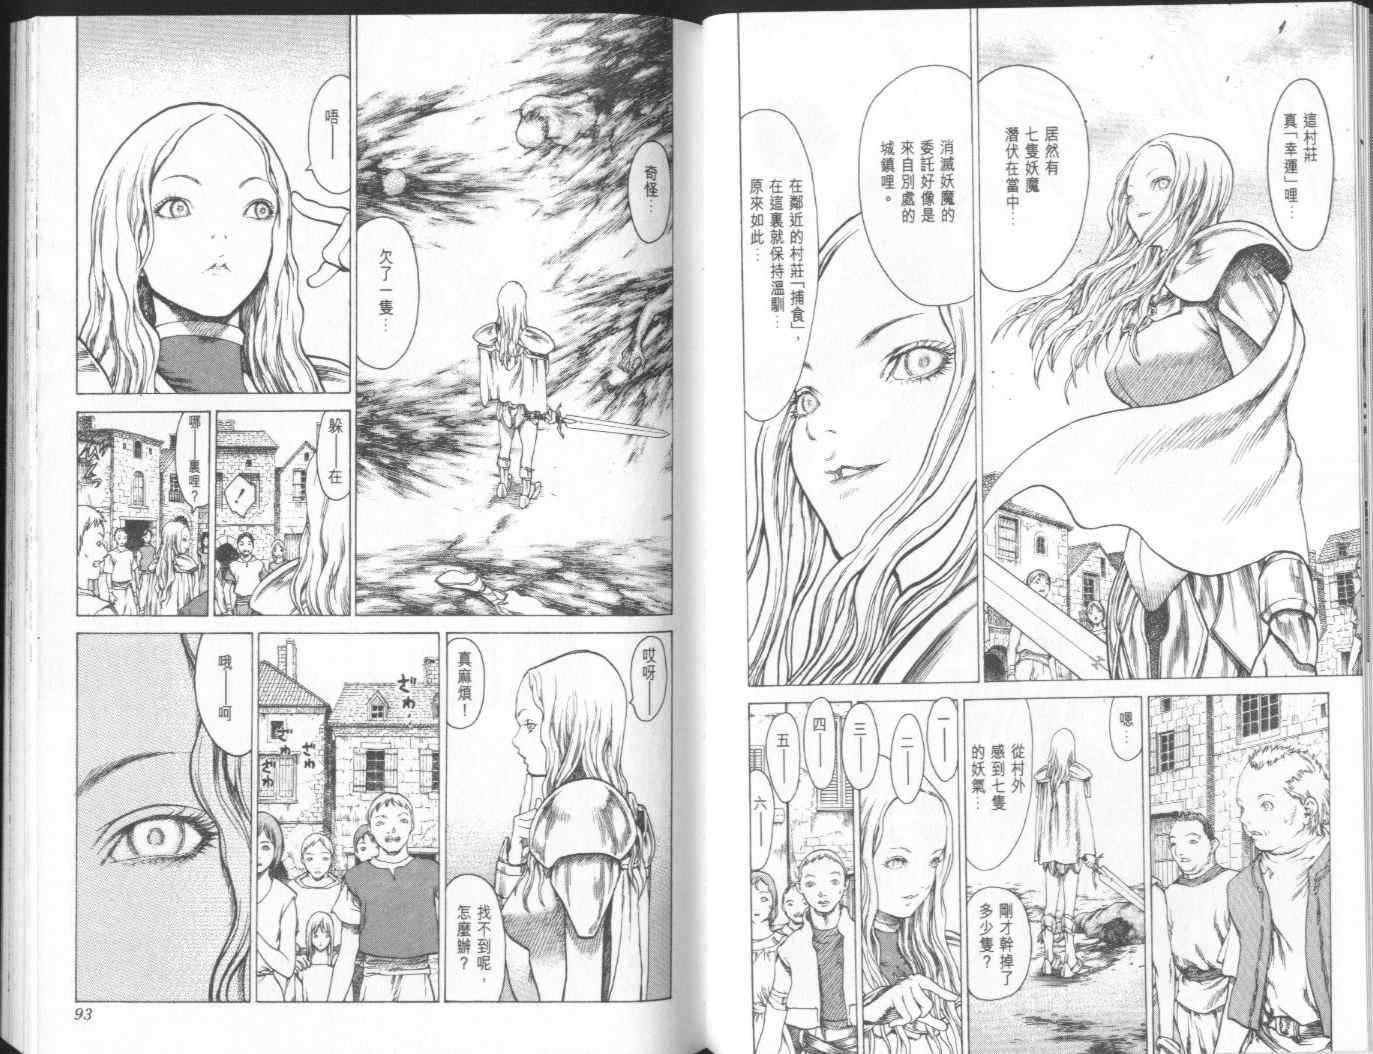 這村莊
真「幸運」哩…
居然有
七隻妖魔
潛伏在當中…
消滅妖魔的
委託好像是
來自別處的
城鎮哩。
在鄰近的村莊「捕食」，
在這裏就保持溫馴…
原來如此…
嗯…
從村外
感到七隻
的妖氣…
剛才幹掉了
多少隻？
一——
二——
三——
四——
五——
六——
奇怪…
欠了一隻…
唔——
躲 在
！
哪——裏哩？
哎呀——
真麻煩！
找不到呢，
怎麼辦？
ざわ
ざわ
ざわ
ざわ
哦——呵
93